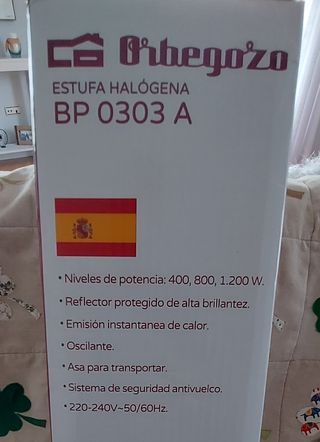 Orbegozo
ESTUFA HALÓGENA
BP 0303 A
• Niveles de potencia: 400, 800, 1.200 W.
• Reflector protegido de alta brillantez.
• Emisión instantanea de calor.
• Oscilante.
• Asa para transportar.
• Sistema de seguridad antivuelco.
• 220-240V~50/60Hz.